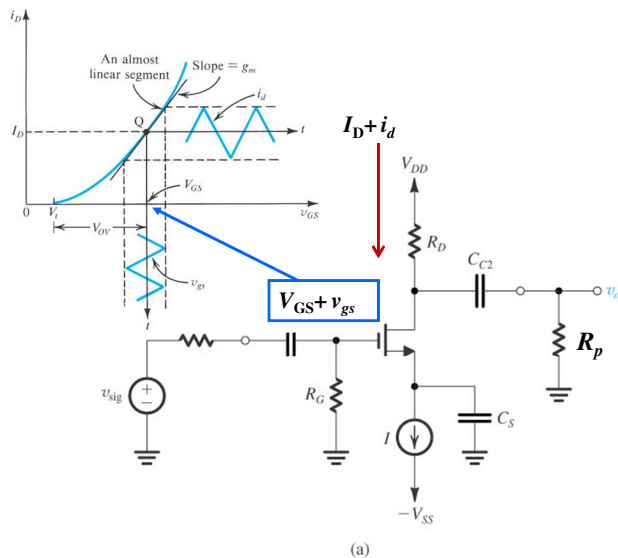 i_D
An almost
linear segment
Slope = g_m
i_d
Q
I_D
t
V_GS
0
V_t
v_GS
V_OV
v_gs
t
I_D+i_d
V_DD
R_D
C_C2
V_GS+v_gs
R_p
v_sig
+
−
R_G
I
C_S
−V_SS
(a)